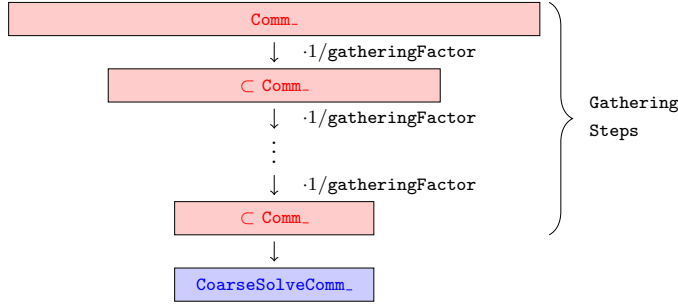 Comm_
·1/gatheringFactor
⊂ Comm_
·1/gatheringFactor
⋮
·1/gatheringFactor
⊂ Comm_
CoarseSolveComm_
Gathering
Steps